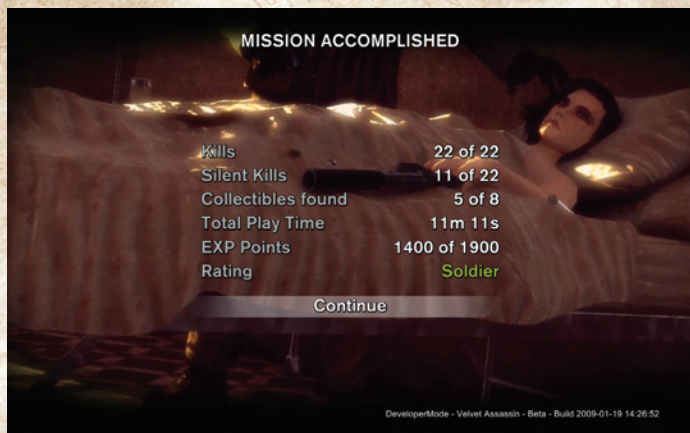 MISSION ACCOMPLISHED
Kills 22 of 22
Silent Kills 11 of 22
Collectibles found 5 of 8
Total Play Time 11m 11s
EXP Points 1400 of 1900
Rating Soldier
Continue
DeveloperMode - Velvet Assassin - Beta - Build 2009-01-19 14:26:52